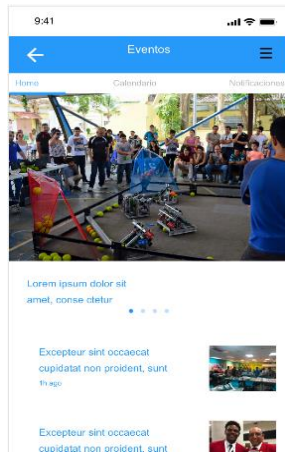 9:41
Eventos
Home Calendario Notificaciones
Lorem ipsum dolor sit
amet, conse ctetur
Excepteur sint occaecat
cupidatat non proident, sunt
1h ago
Excepteur sint occaecat
cupidatat non proident, sunt